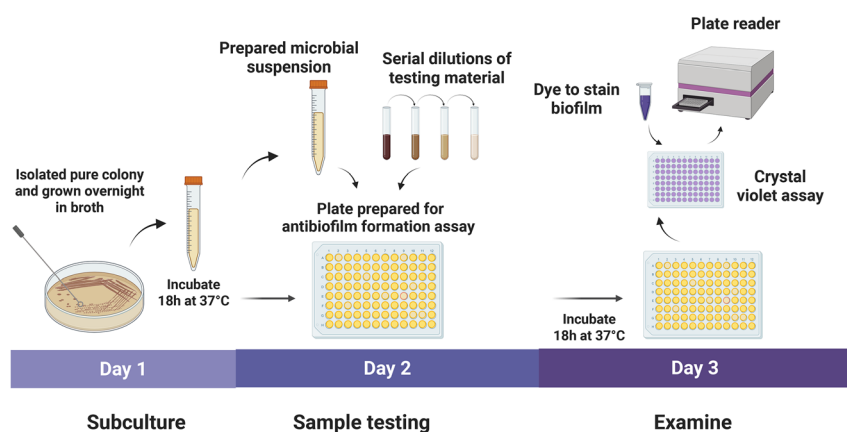 Plate reader
Prepared microbial
suspension
Serial dilutions of
testing material
Dye to stain
biofilm
Isolated pure colony
and grown overnight
in broth
Crystal
violet assay
Plate prepared for
antibiofilm formation assay
Incubate
18h at 37°C
Incubate
18h at 37°C
Day 1
Day 2
Day 3
Subculture
Sample testing
Examine